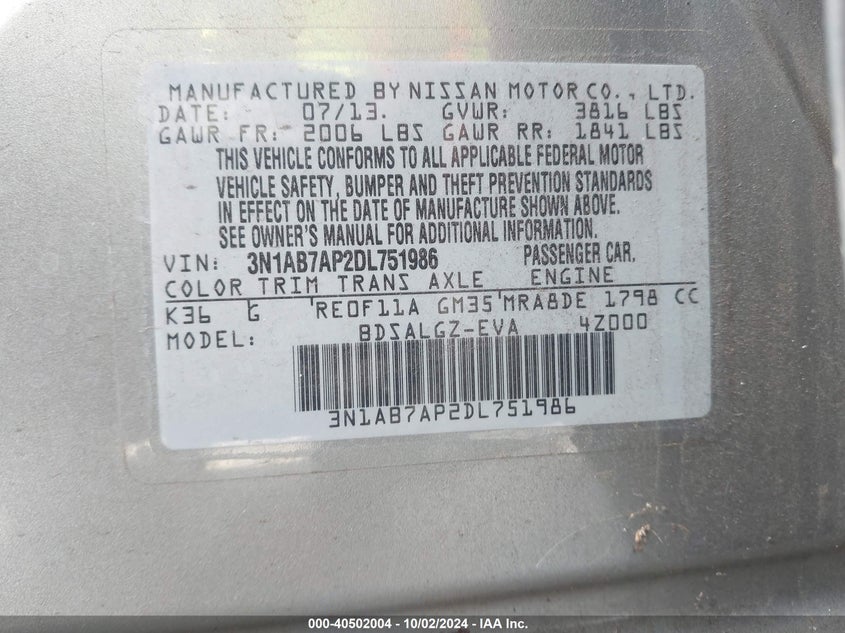 MANUFACTURED BY NISSAN MOTOR CO., LTD.
DATE: 07/13. GVWR: 3816 LBS
GAWR FR: 2006 LBS GAWR RR: 1841 LBS
THIS VEHICLE CONFORMS TO ALL APPLICABLE FEDERAL MOTOR
VEHICLE SAFETY, BUMPER AND THEFT PREVENTION STANDARDS
IN EFFECT ON THE DATE OF MANUFACTURE SHOWN ABOVE.
SEE OWNER'S MANUAL FOR ADDITIONAL INFORMATION.
VIN: 3N1AB7AP2DL751986 PASSENGER CAR.
COLOR TRIM TRANS AXLE ENGINE
K36 G RE0F11A GM35 MRA8DE 1798 CC
MODEL: BDSALGZ-EVA 4Z000
3N1AB7AP2DL751986
000-40502004 - 10/02/2024 - IAA Inc.